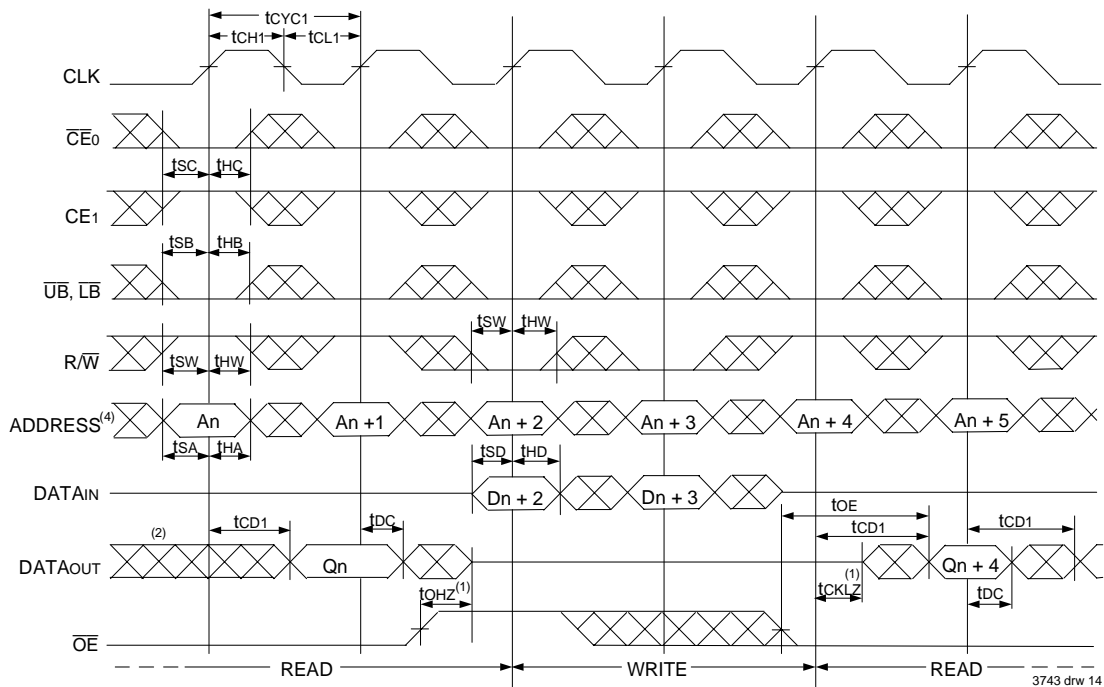 tCYC1
tCH1 tCL1
CLK
CE0
tSC tHC
CE1
tSB tHB
UB, LB
tSW tHW
R/W
tSW tHW
ADDRESS(4) An An +1 An + 2 An + 3 An + 4 An + 5
tSA tHA
tSD tHD
DATAIN Dn + 2 Dn + 3
tOE
(2) tCD1 tDC tCD1 tCD1
DATAOUT Qn Qn + 4
tOHZ(1) tCKLZ(1) tDC
OE
READ WRITE READ
3743 drw 14